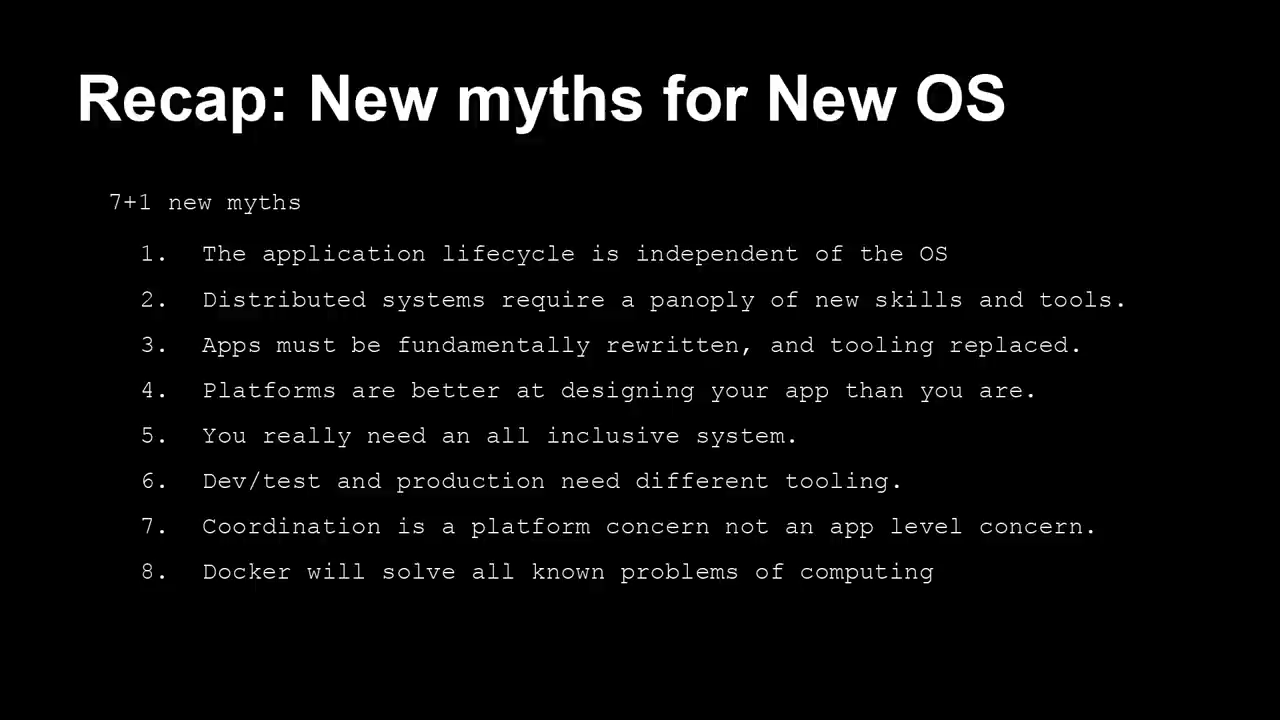 Recap: New myths for New OS
7+1 new myths
1. The application lifecycle is independent of the OS
2. Distributed systems require a panoply of new skills and tools.
3. Apps must be fundamentally rewritten, and tooling replaced.
4. Platforms are better at designing your app than you are.
5. You really need an all inclusive system.
6. Dev/test and production need different tooling.
7. Coordination is a platform concern not an app level concern.
8. Docker will solve all known problems of computing